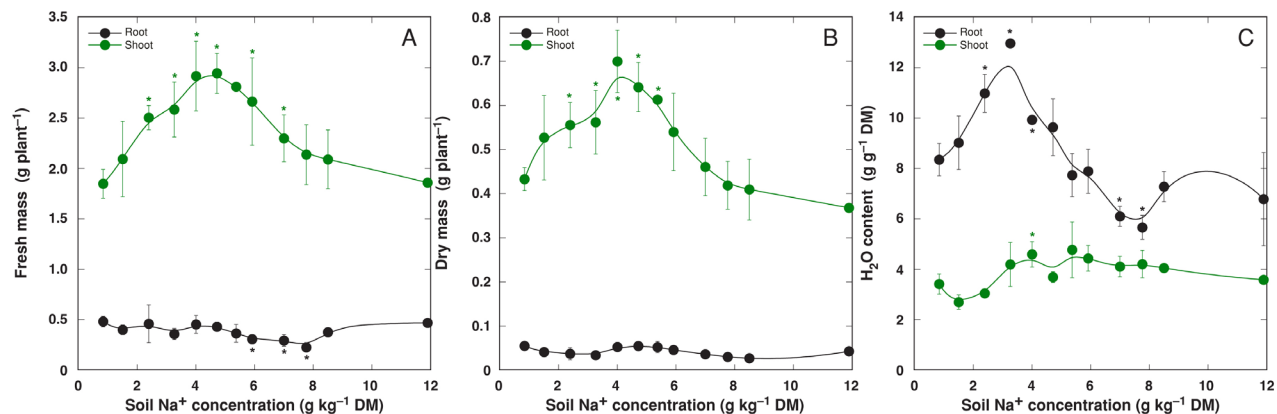 A
Root
Shoot
Fresh mass (g plant⁻¹)
3.5
3.0
2.5
2.0
1.5
1.0
0.5
0
* * * * * *
* * *
0 2 4 6 8 10 12
Soil Na⁺ concentration (g kg⁻¹ DM)
B
Root
Shoot
Dry mass (g plant⁻¹)
0.8
0.7
0.6
0.5
0.4
0.3
0.2
0.1
0
* * * * *
0 2 4 6 8 10 12
Soil Na⁺ concentration (g kg⁻¹ DM)
C
Root
Shoot
H₂O content (g g⁻¹ DM)
14
12
10
8
6
4
2
0
* * * * *
*
0 2 4 6 8 10 12
Soil Na⁺ concentration (g kg⁻¹ DM)